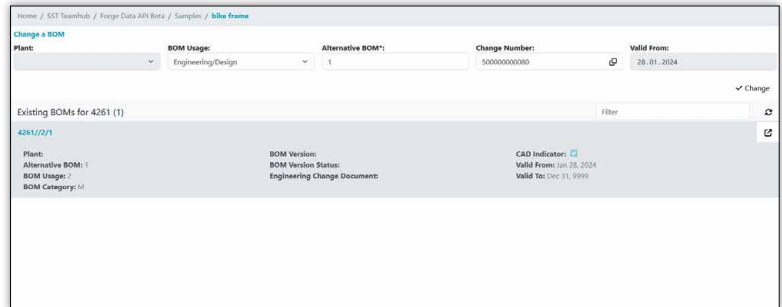 Home / SST Teamhub / Forge Data API Beta / Samples / bike frame
Change a BOM
Plant: BOM Usage: Alternative BOM*: Change Number: Valid From:
Engineering/Design 1 500000000080 28.01.2024
Change
Existing BOMs for 4261 (1) Filter
4261//2/1
Plant: BOM Version: CAD Indicator:
Alternative BOM: 1 BOM Version Status: Valid From: Jan 28, 2024
BOM Usage: 2 Engineering Change Document: Valid To: Dec 31, 9999
BOM Category: M